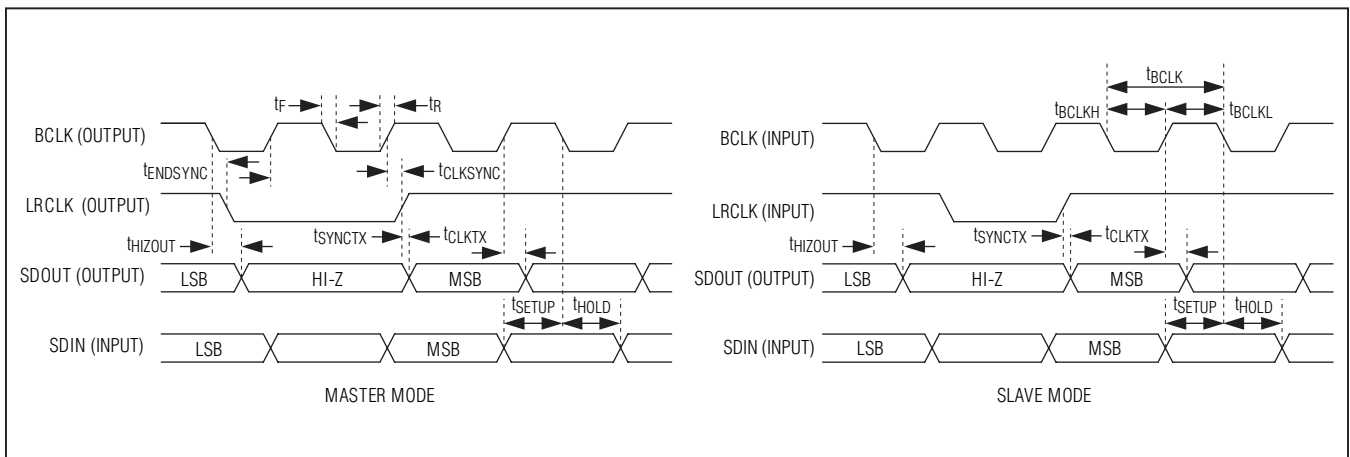 tF
tR
BCLK (OUTPUT)
tENDSYNC
tCLKSYNC
LRCLK (OUTPUT)
tHIZOUT
tSYNCTX
tCLKTX
SDOUT (OUTPUT)
LSB
HI-Z
MSB
tSETUP
tHOLD
SDIN (INPUT)
LSB
MSB
MASTER MODE
tBCLK
tBCLKH
tBCLKL
BCLK (INPUT)
LRCLK (INPUT)
tHIZOUT
tSYNCTX
tCLKTX
SDOUT (OUTPUT)
LSB
HI-Z
MSB
tSETUP
tHOLD
SDIN (INPUT)
LSB
MSB
SLAVE MODE